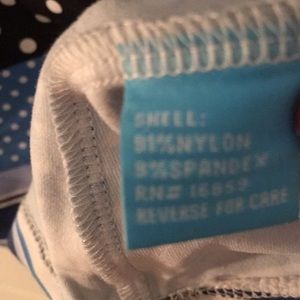 SHELL:
91%NYLON
9%SPANDEX
RN# 16859
REVERSE FOR CARE